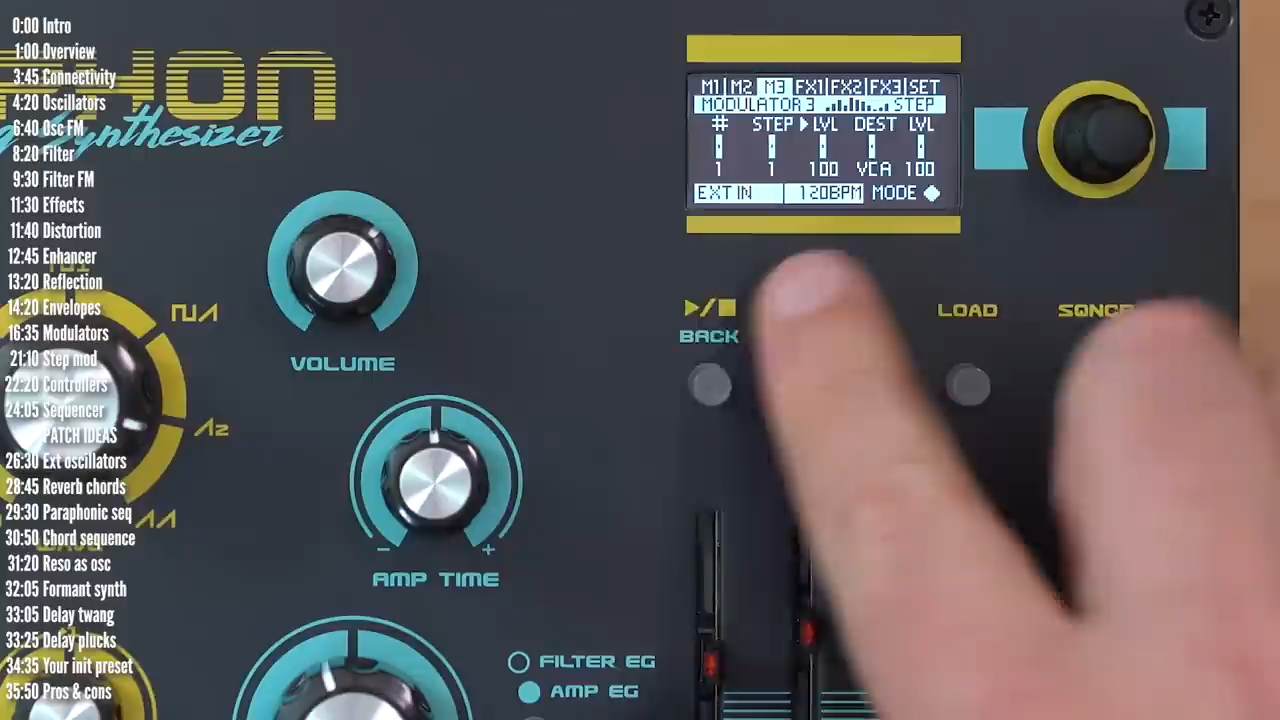 0:00 Intro
1:00 Overview
3:45 Connectivity
4:20 Oscillators
6:40 Osc FM
8:20 Filter
9:30 Filter FM
11:30 Effects
11:40 Distortion
12:45 Enhancer
13:20 Reflection
14:20 Envelopes
16:35 Modulators
21:10 Step mod
22:20 Controllers
24:05 Sequencer
PATCH IDEAS
26:30 Ext oscillators
28:45 Reverb chords
29:30 Paraphonic seq
30:50 Chord sequence
31:20 Reso as osc
32:05 Formant synth
33:05 Delay twang
33:25 Delay plucks
34:35 Your init preset
35:50 Pros & cons
Synthesizer
VOLUME
AMP TIME
- +
FILTER EG
AMP EG
M1|M2 M3 FX1|FX2|FX3|SET
MODULATOR 3 STEP
# STEP ▶LVL DEST LVL
1 1 100 VCA 100
EXT IN 120BPM MODE ◆
▶/■
BACK
LOAD